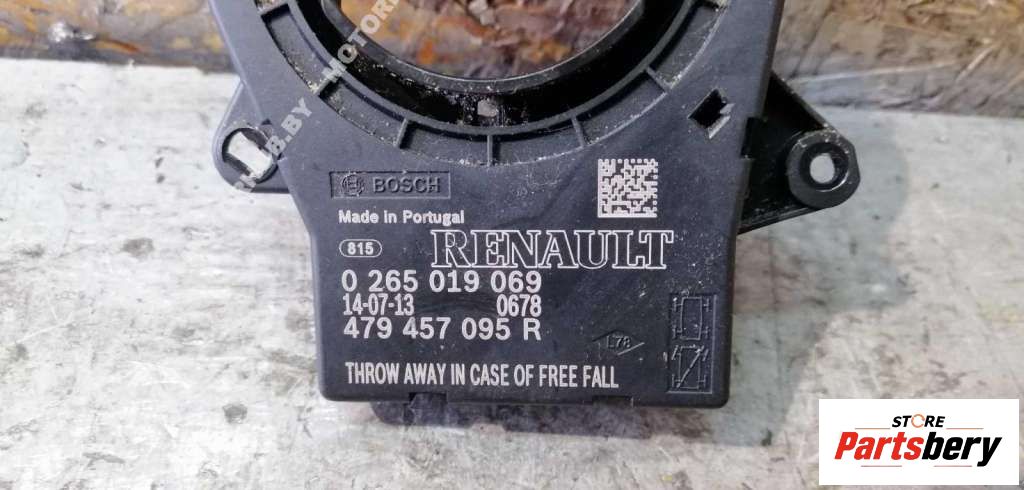 BOSCH
Made in Portugal
815
RENAULT
0 265 019 069
14-07-13 0678
479 457 095 R
L78
THROW AWAY IN CASE OF FREE FALL
STORE
Partsbery